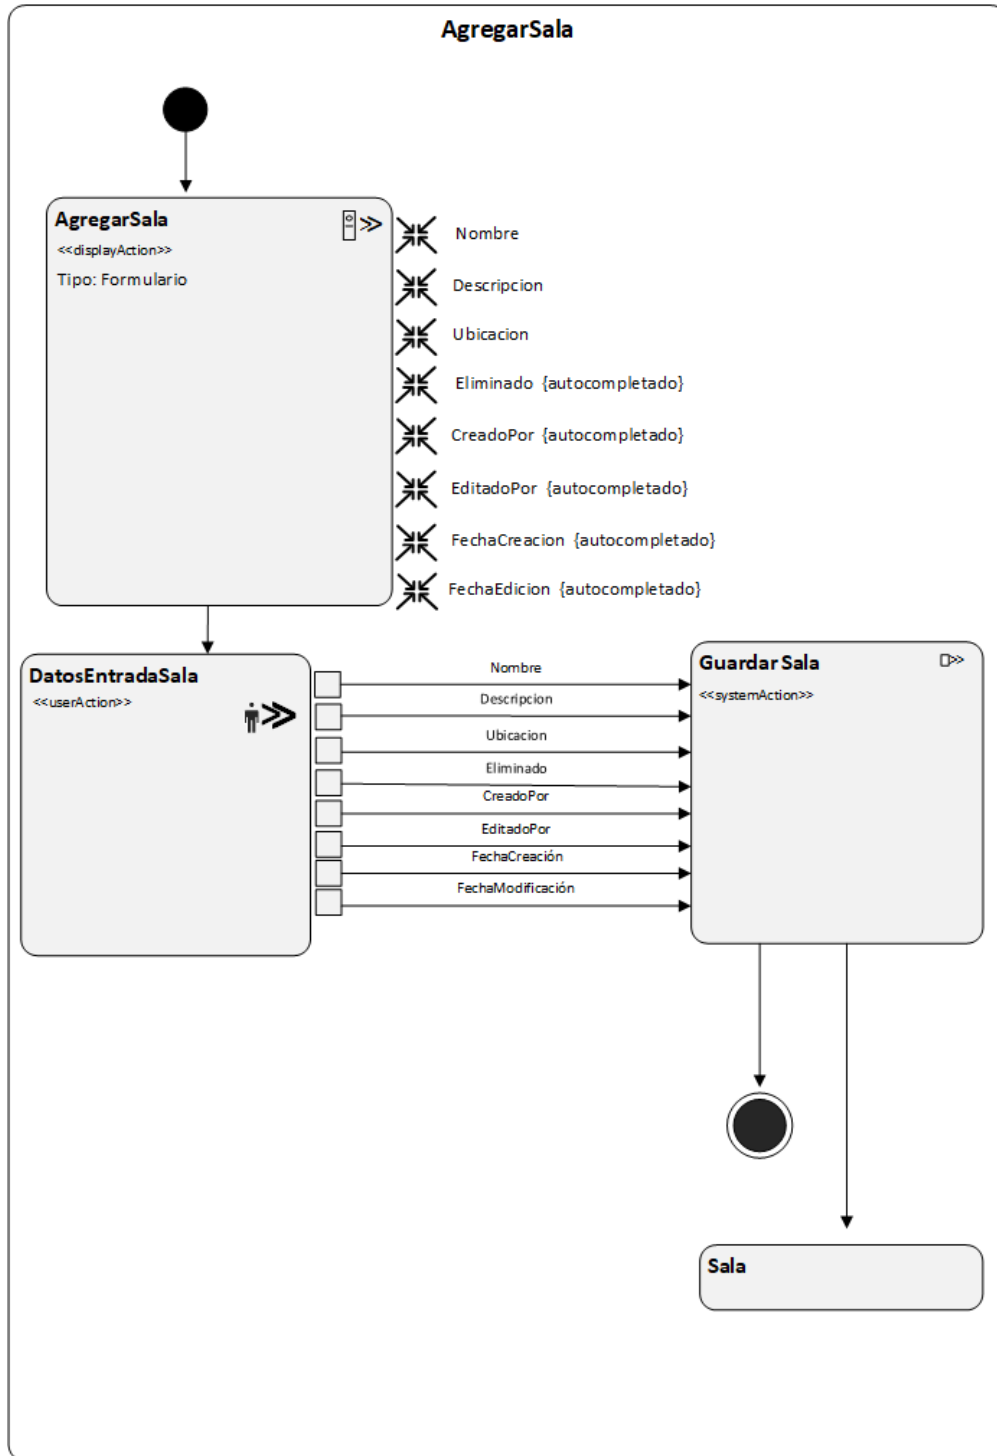 AgregarSala
AgregarSala
<<displayAction>>
Tipo: Formulario
Nombre
Descripcion
Ubicacion
Eliminado {autocompletado}
CreadoPor {autocompletado}
EditadoPor {autocompletado}
FechaCreacion {autocompletado}
FechaEdicion {autocompletado}
DatosEntradaSala
<<userAction>>
Nombre
Descripcion
Ubicacion
Eliminado
CreadoPor
EditadoPor
FechaCreación
FechaModificación
Guardar Sala
<<systemAction>>
Sala